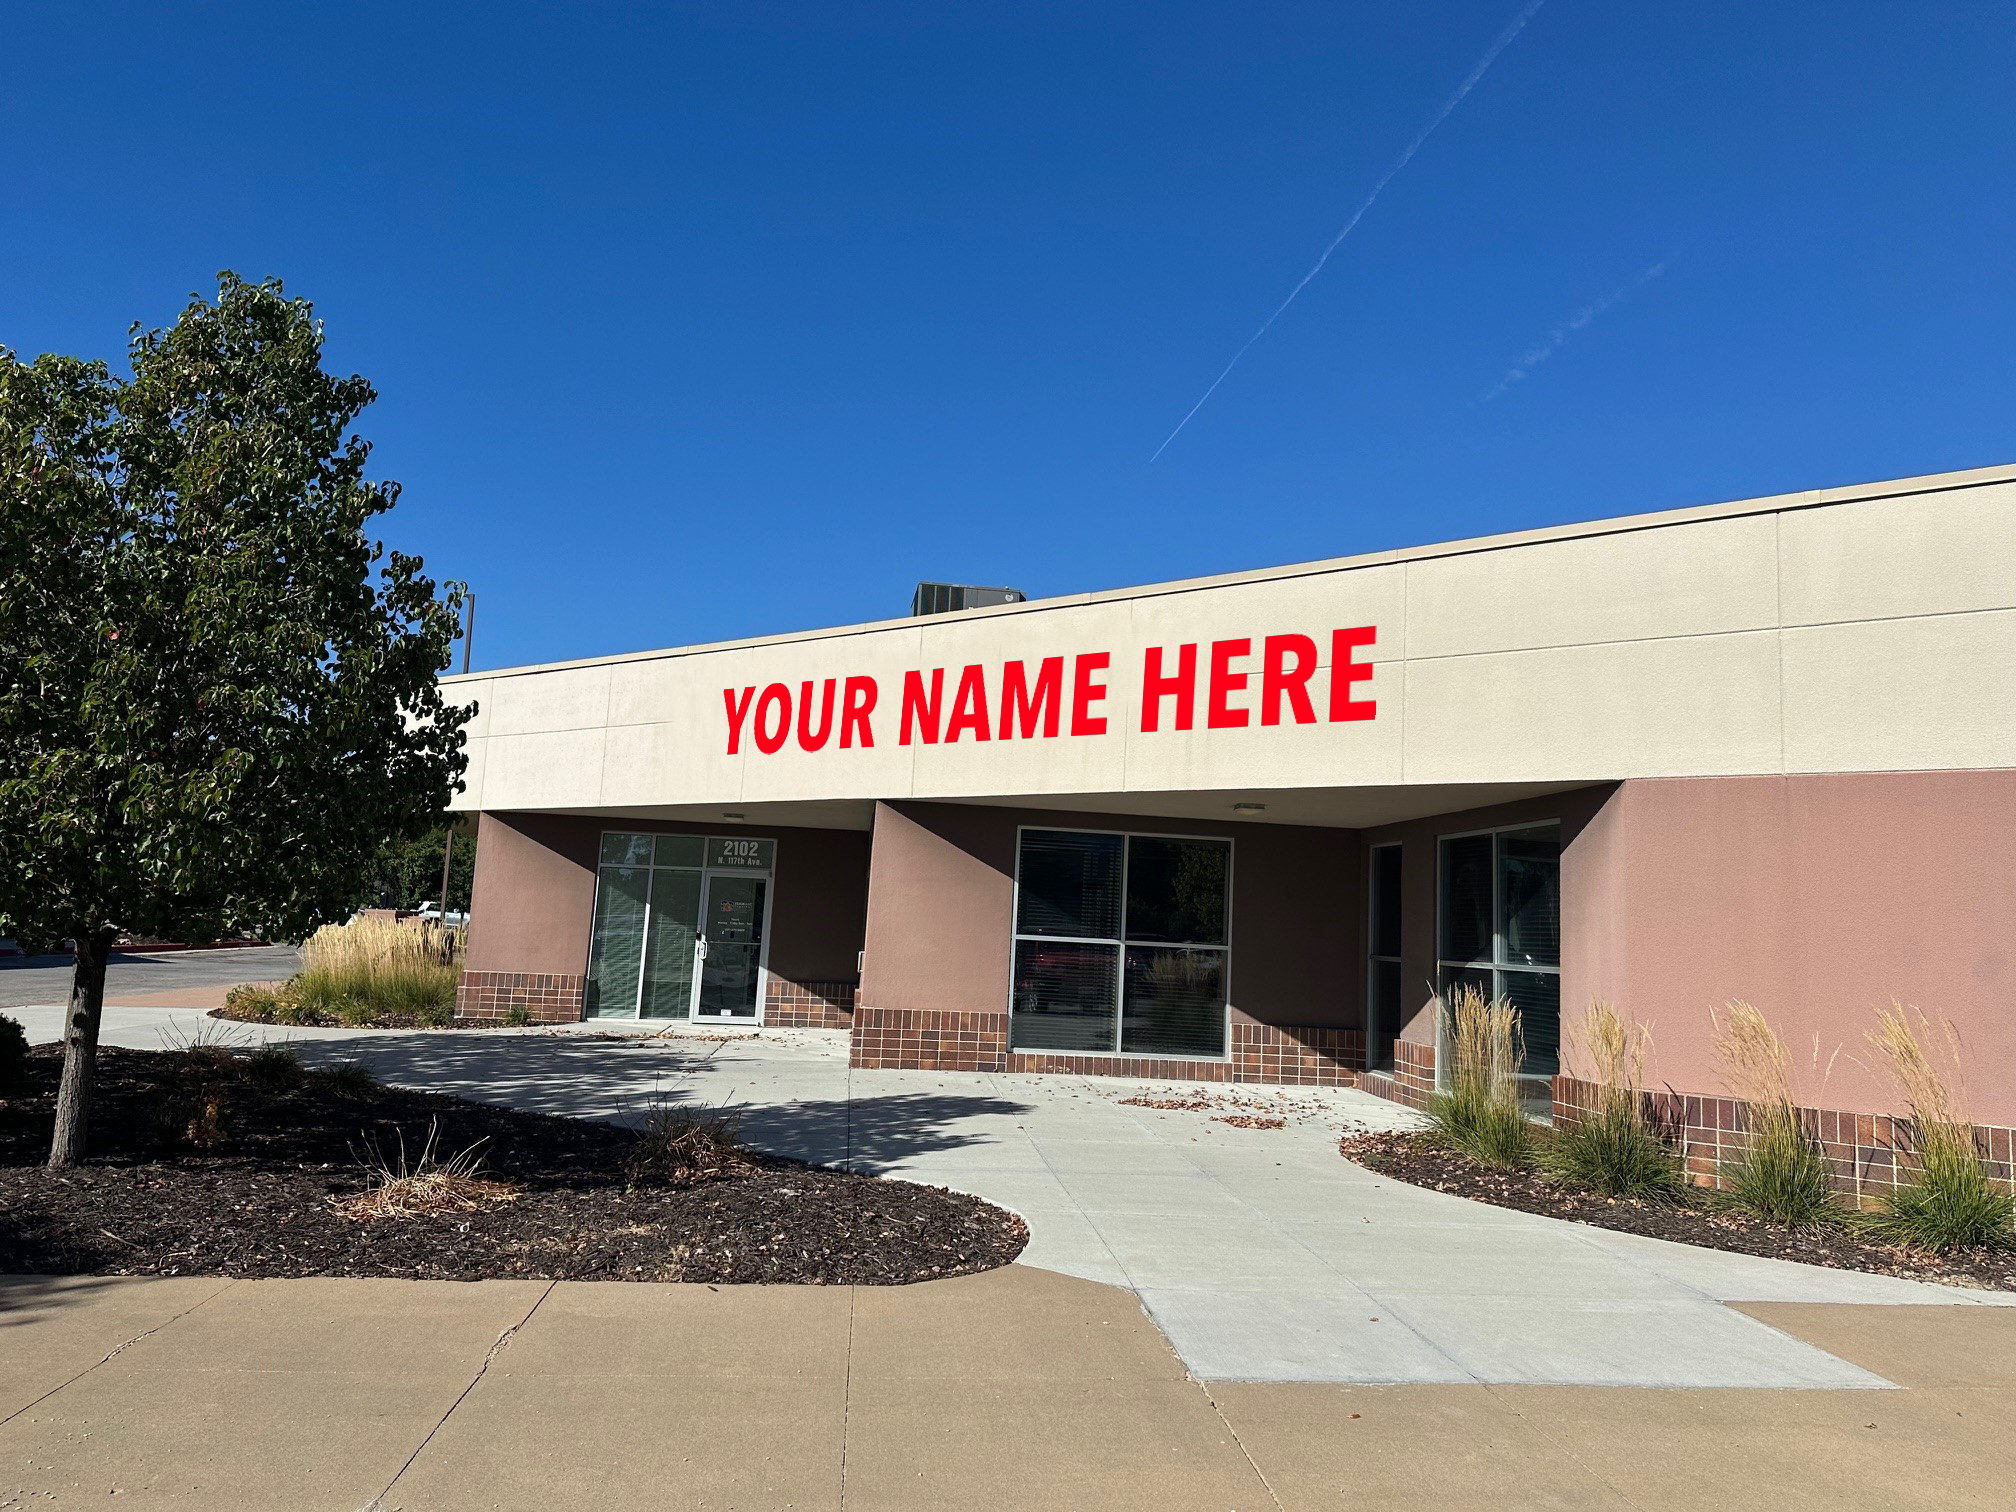 YOUR NAME HERE
2102
N. 117th Ave.